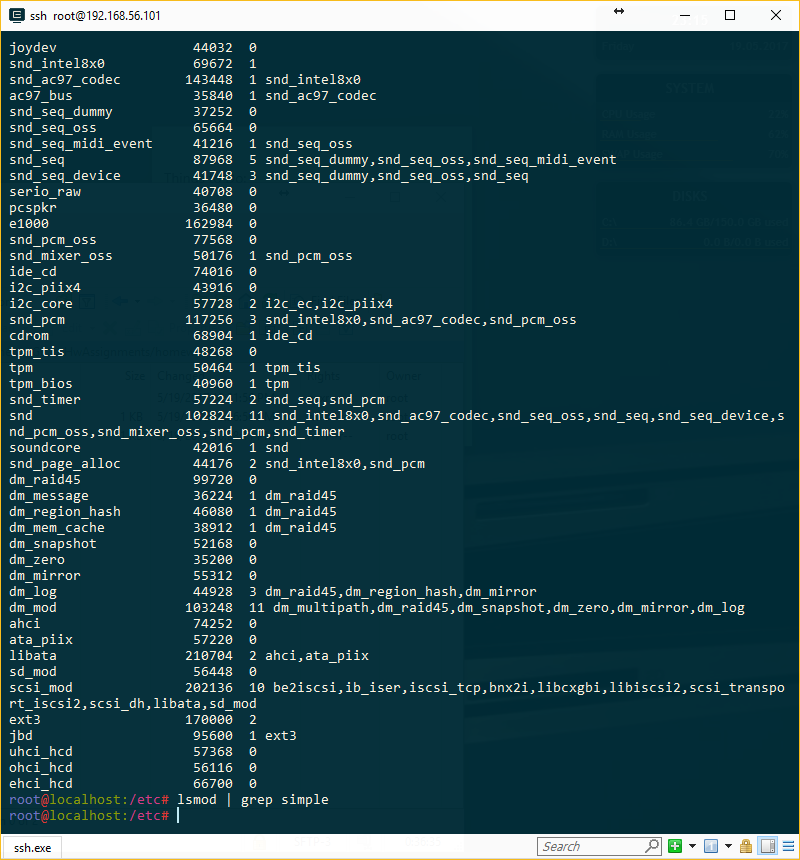 ssh root@192.168.56.101
joydev 44032 0
snd_intel8x0 69672 1
snd_ac97_codec 143448 1 snd_intel8x0
ac97_bus 35840 1 snd_ac97_codec
snd_seq_dummy 37252 0
snd_seq_oss 65664 0
snd_seq_midi_event 41216 1 snd_seq_oss
snd_seq 87968 5 snd_seq_dummy,snd_seq_oss,snd_seq_midi_event
snd_seq_device 41748 3 snd_seq_dummy,snd_seq_oss,snd_seq
serio_raw 40708 0
pcspkr 36480 0
e1000 162984 0
snd_pcm_oss 77568 0
snd_mixer_oss 50176 1 snd_pcm_oss
ide_cd 74016 0
i2c_piix4 43916 0
i2c_core 57728 2 i2c_ec,i2c_piix4
snd_pcm 117256 3 snd_intel8x0,snd_ac97_codec,snd_pcm_oss
cdrom 68904 1 ide_cd
tpm_tis 48268 0
tpm 50464 1 tpm_tis
tpm_bios 40960 1 tpm
snd_timer 57224 2 snd_seq,snd_pcm
snd 102824 11 snd_intel8x0,snd_ac97_codec,snd_seq_oss,snd_seq,snd_seq_device,s
nd_pcm_oss,snd_mixer_oss,snd_pcm,snd_timer
soundcore 42016 1 snd
snd_page_alloc 44176 2 snd_intel8x0,snd_pcm
dm_raid45 99720 0
dm_message 36224 1 dm_raid45
dm_region_hash 46080 1 dm_raid45
dm_mem_cache 38912 1 dm_raid45
dm_snapshot 52168 0
dm_zero 35200 0
dm_mirror 55312 0
dm_log 44928 3 dm_raid45,dm_region_hash,dm_mirror
dm_mod 103248 11 dm_multipath,dm_raid45,dm_snapshot,dm_zero,dm_mirror,dm_log
ahci 74252 0
ata_piix 57220 0
libata 210704 2 ahci,ata_piix
sd_mod 56448 0
scsi_mod 202136 10 be2iscsi,ib_iser,iscsi_tcp,bnx2i,libcxgbi,libiscsi2,scsi_transpo
rt_iscsi2,scsi_dh,libata,sd_mod
ext3 170000 2
jbd 95600 1 ext3
uhci_hcd 57368 0
ohci_hcd 56116 0
ehci_hcd 66700 0
root@localhost:/etc# lsmod | grep simple
root@localhost:/etc#
ssh.exe
Search